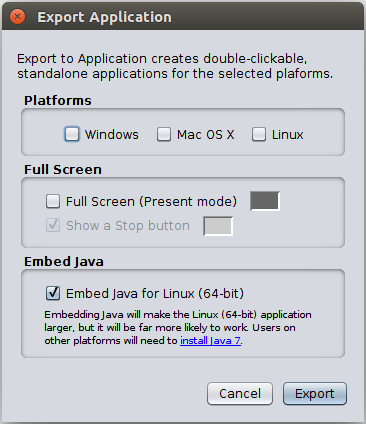 Export Application
Export to Application creates double-clickable,
standalone applications for the selected plaforms.
Platforms
Windows Mac OS X Linux
Full Screen
Full Screen (Present mode)
Show a Stop button
Embed Java
Embed Java for Linux (64-bit)
Embedding Java will make the Linux (64-bit) application
larger, but it will be far more likely to work. Users on
other platforms will need to install Java 7.
Cancel Export